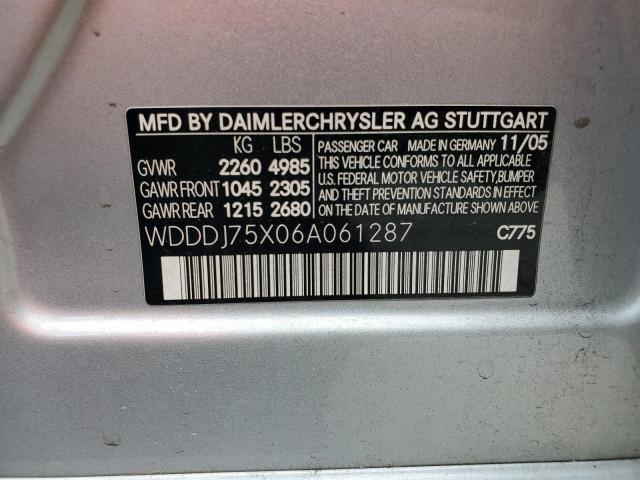 MFD BY DAIMLERCHRYSLER AG STUTTGART
KG LBS
GVWR 2260 4985
GAWR FRONT 1045 2305
GAWR REAR 1215 2680
PASSENGER CAR MADE IN GERMANY 11/05
THIS VEHICLE CONFORMS TO ALL APPLICABLE
U.S. FEDERAL MOTOR VEHICLE SAFETY, BUMPER
AND THEFT PREVENTION STANDARDS IN EFFECT
ON THE DATE OF MANUFACTURE SHOWN ABOVE.
WDDDJ75X06A061287
C775